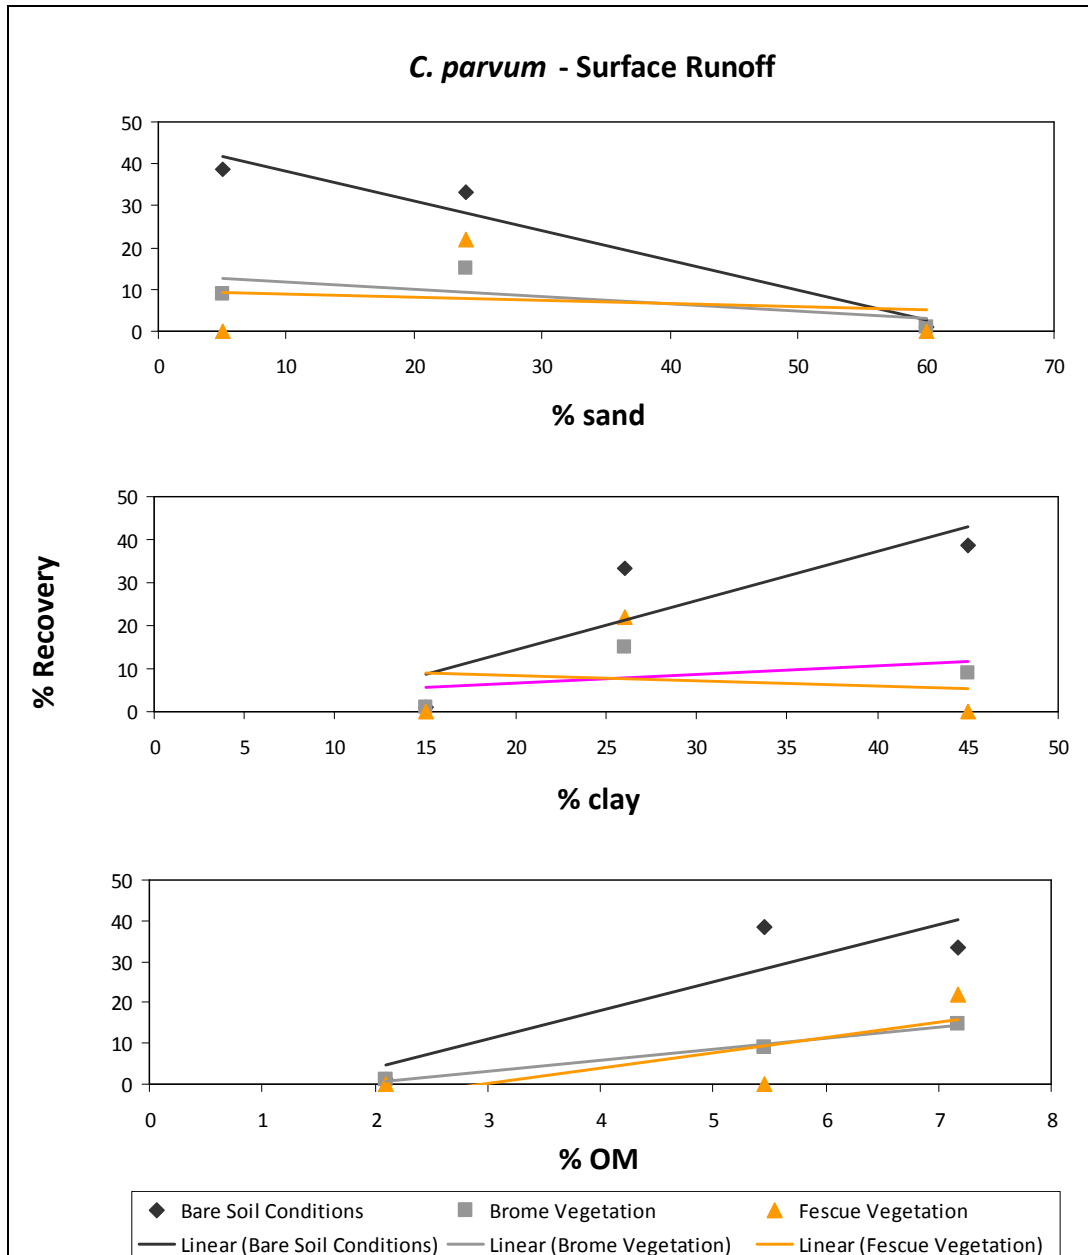 C. parvum - Surface Runoff
50
40
30
20
10
0
0 10 20 30 40 50 60 70
% sand
% Recovery
50
40
30
20
10
0
0 5 10 15 20 25 30 35 40 45 50
% clay
50
40
30
20
10
0
0 1 2 3 4 5 6 7 8
% OM
Bare Soil Conditions Brome Vegetation Fescue Vegetation
Linear (Bare Soil Conditions) Linear (Brome Vegetation) Linear (Fescue Vegetation)